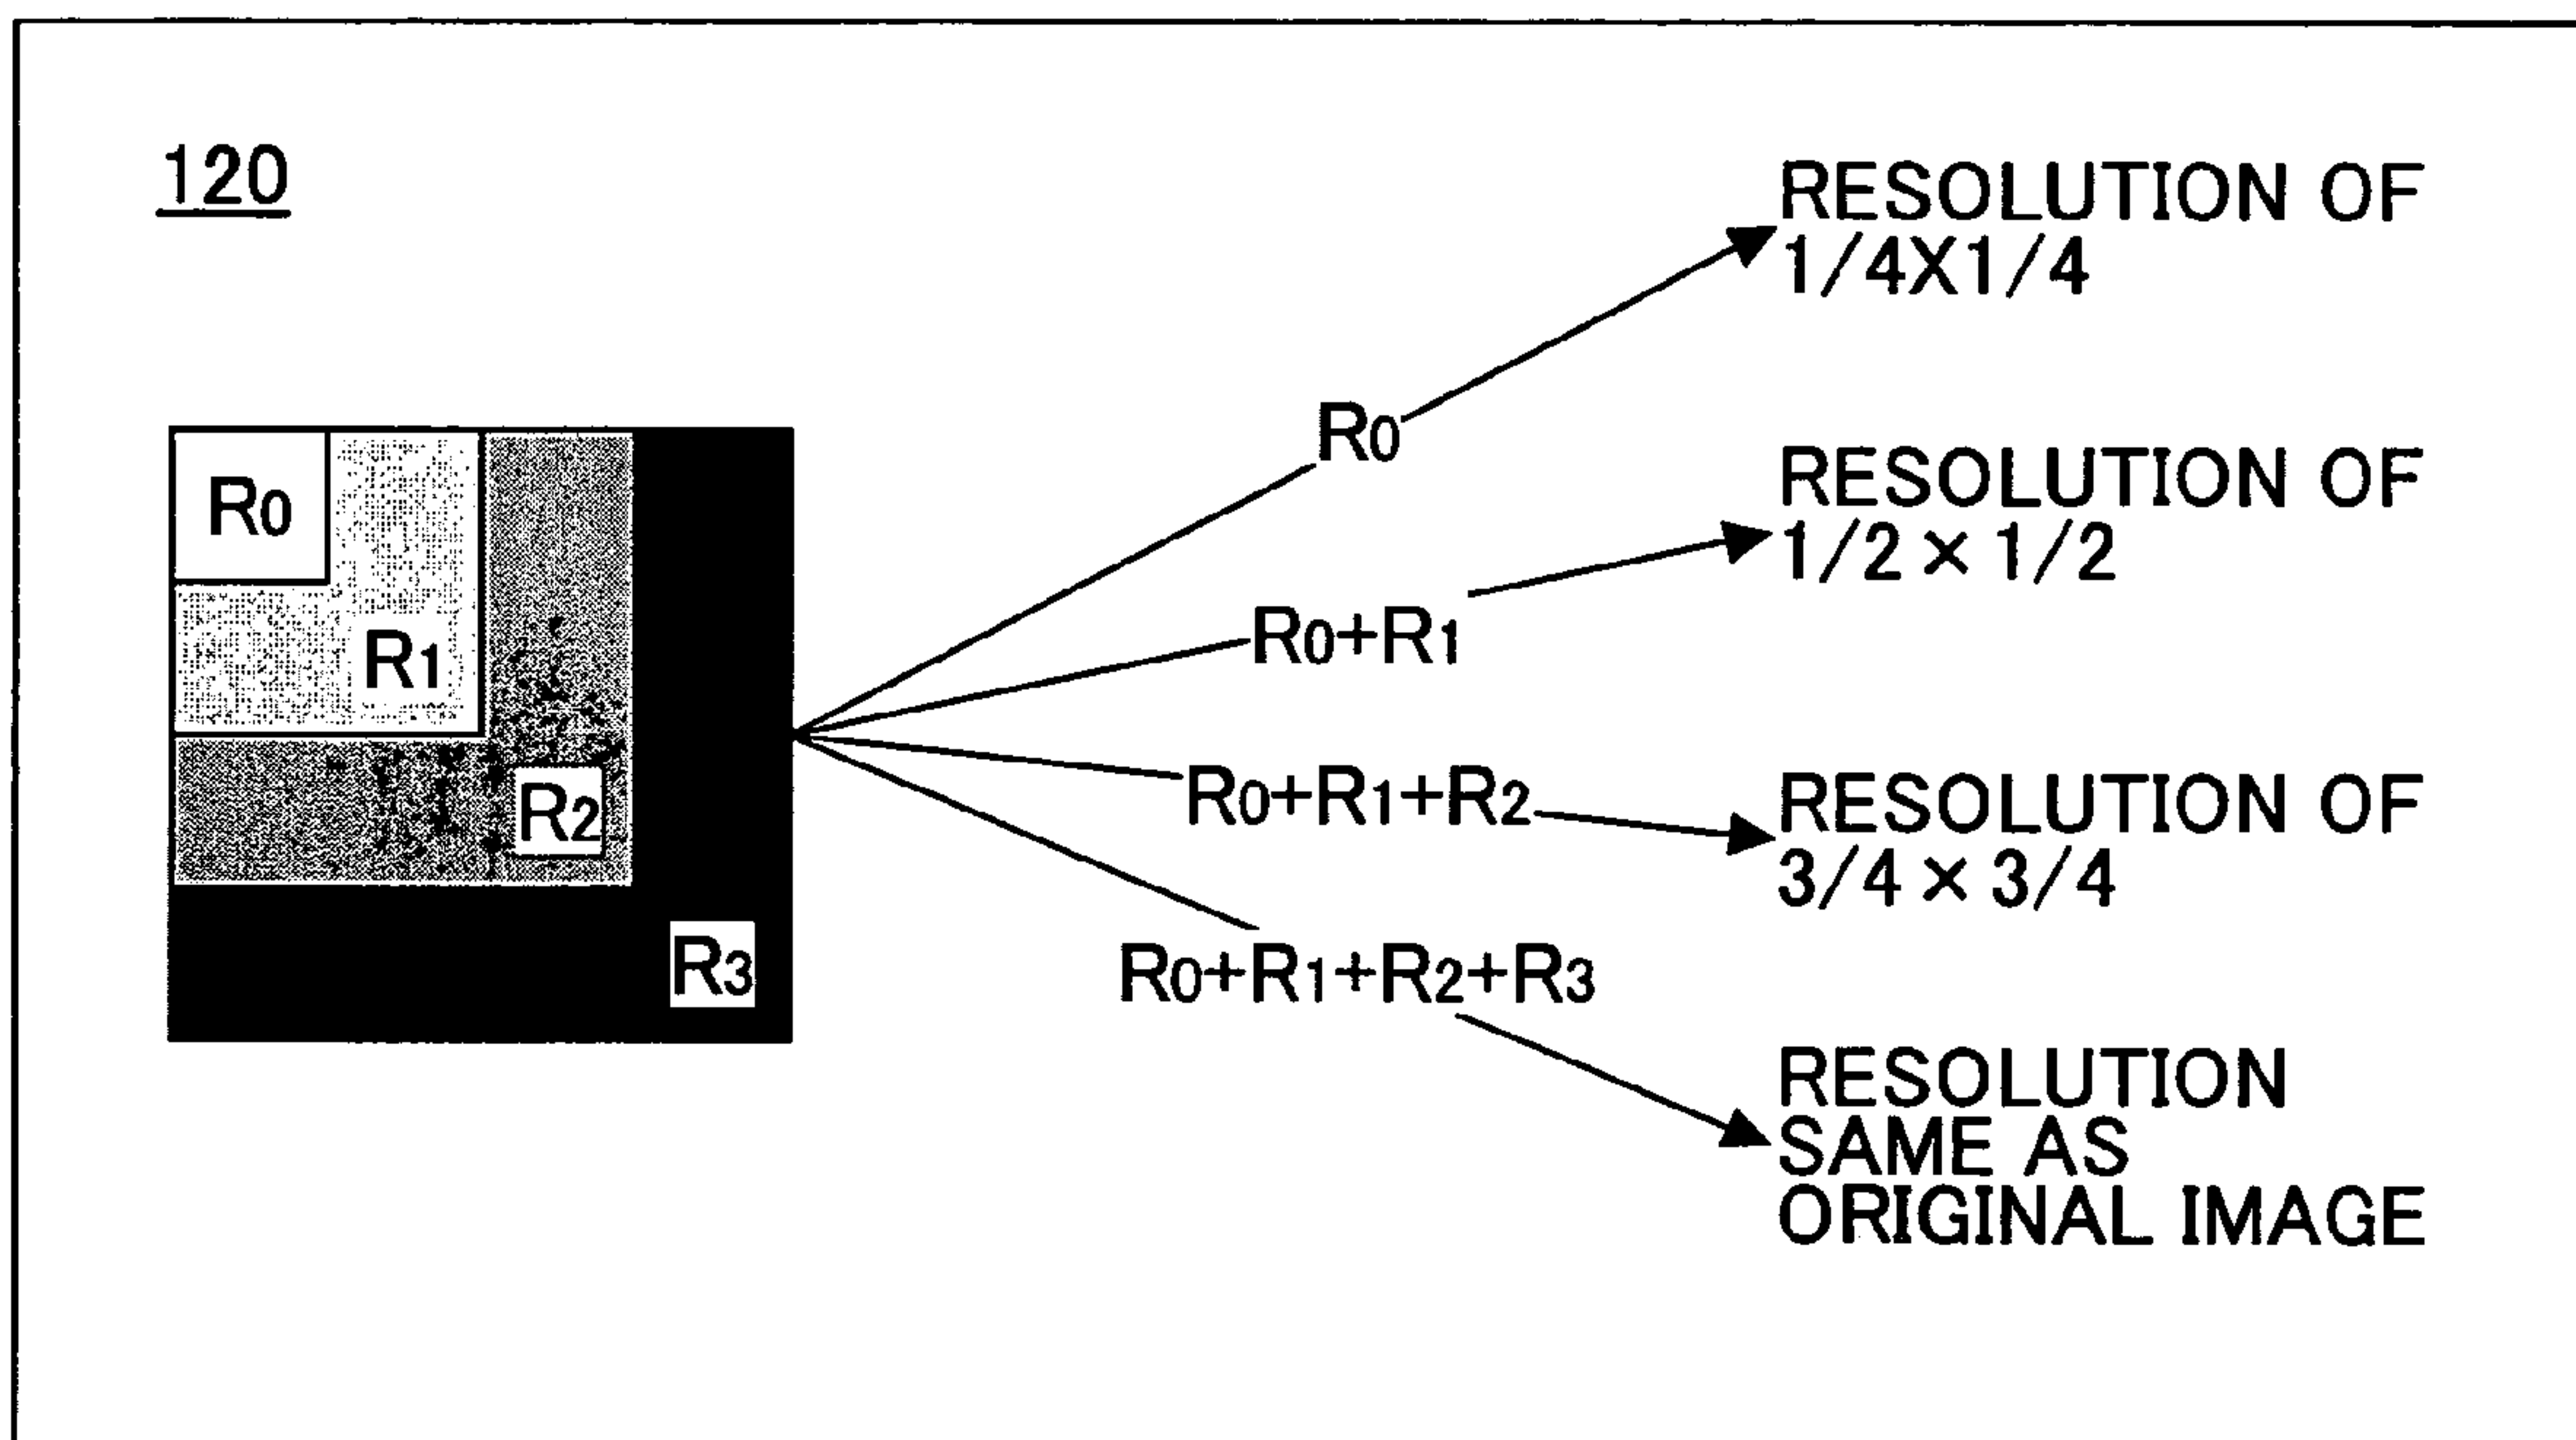 120
RESOLUTION OF
1/4X1/4
R0
R0
RESOLUTION OF
1/2 × 1/2
R1
R0+R1
R2
R0+R1+R2
RESOLUTION OF
3/4 × 3/4
R3
R0+R1+R2+R3
RESOLUTION
SAME AS
ORIGINAL IMAGE